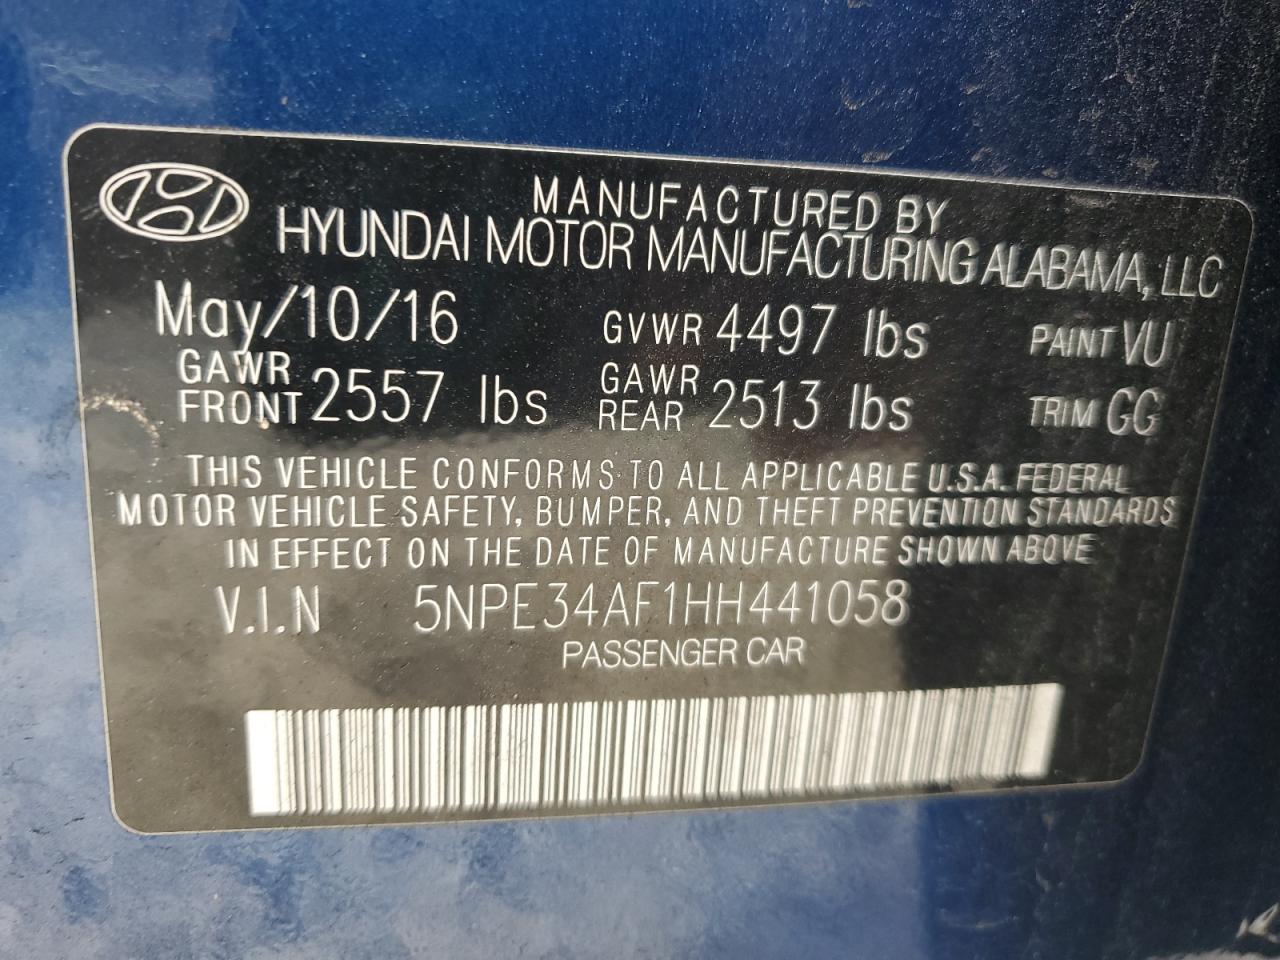 MANUFACTURED BY
HYUNDAI MOTOR MANUFACTURING ALABAMA, LLC
May/10/16 GVWR 4497 lbs PAINT VU
GAWR FRONT 2557 lbs GAWR REAR 2513 lbs TRIM GG
THIS VEHICLE CONFORMS TO ALL APPLICABLE U.S.A. FEDERAL
MOTOR VEHICLE SAFETY, BUMPER, AND THEFT PREVENTION STANDARDS
IN EFFECT ON THE DATE OF MANUFACTURE SHOWN ABOVE
V.I.N 5NPE34AF1HH441058
PASSENGER CAR